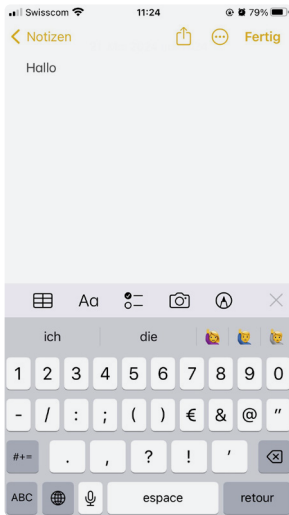 Swisscom 11:24 79%
Notizen Fertig
Hallo
Aa
ich die
1 2 3 4 5 6 7 8 9 0
- / : ; ( ) € & @ "
#+= . , ? ! '
ABC espace retour